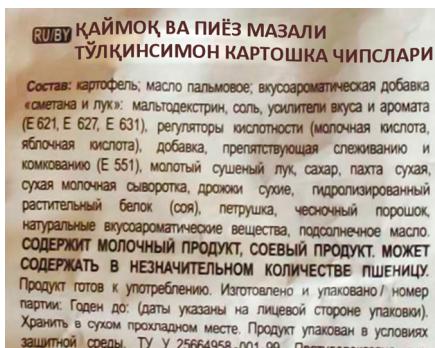 RU/BY ҚАЙМОҚ ВА ПИЁЗ МАЗАЛИ
ТЎЛҚИНСИМОН КАРТОШКА ЧИПСЛАРИ
Состав: картофель; масло пальмовое; вкусоароматическая добавка
«сметана и лук»: мальтодекстрин, соль, усилители вкуса и аромата
(Е 621, Е 627, Е 631), регуляторы кислотности (молочная кислота,
яблочная кислота), добавка, препятствующая слеживанию и
комкованию (Е 551), молотый сушеный лук, сахар, пахта сухая,
сухая молочная сыворотка, дрожжи сухие, гидролизированный
растительный белок (соя), петрушка, чесночный порошок,
натуральные вкусоароматические вещества, подсолнечное масло.
СОДЕРЖИТ МОЛОЧНЫЙ ПРОДУКТ, СОЕВЫЙ ПРОДУКТ. МОЖЕТ
СОДЕРЖАТЬ В НЕЗНАЧИТЕЛЬНОМ КОЛИЧЕСТВЕ ПШЕНИЦУ.
Продукт готов к употреблению. Изготовлено и упаковано / номер
партии: Годен до: (даты указаны на лицевой стороне упаковки).
Хранить в сухом прохладном месте. Продукт упакован в условиях
защитной среды. ТУ У